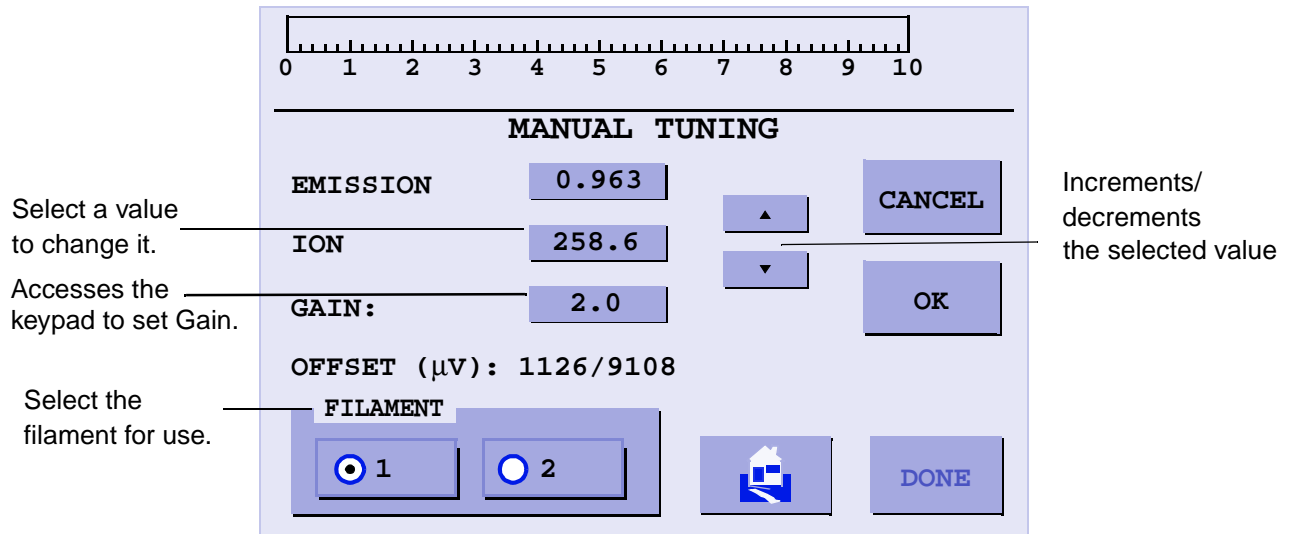 0 1 2 3 4 5 6 7 8 9 10
MANUAL TUNING
EMISSION 0.963
CANCEL
Increments/
decrements
the selected value
Select a value
to change it.
ION 258.6
Accesses the
keypad to set Gain.
GAIN: 2.0
OK
OFFSET (µV): 1126/9108
Select the
filament for use.
FILAMENT
1 2
DONE